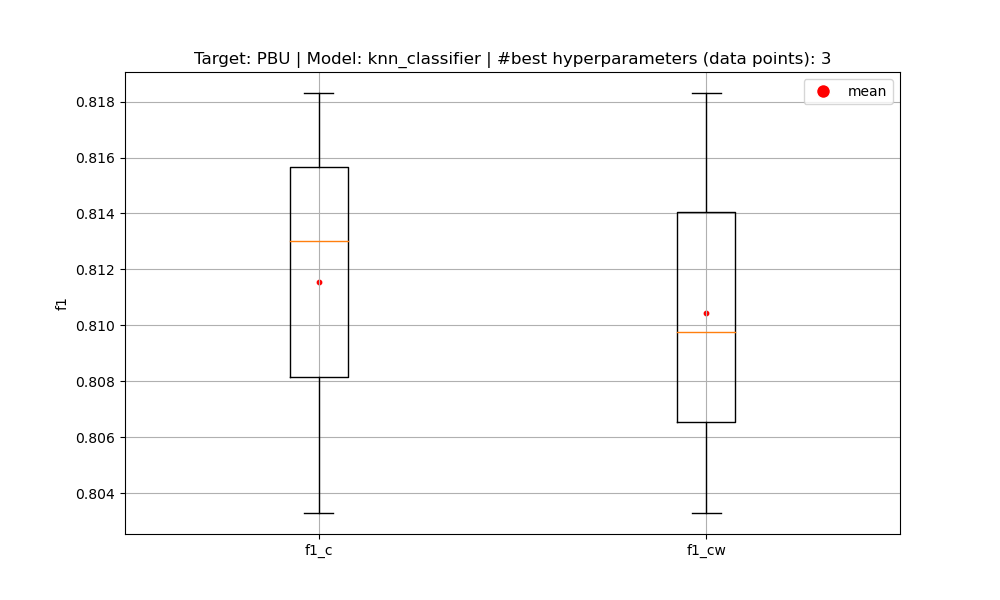 Target: PBU | Model: knn_classifier | #best hyperparameters (data points): 3
mean
0.818
0.816
0.814
0.812
0.810
0.808
0.806
0.804
f1
f1_c
f1_cw